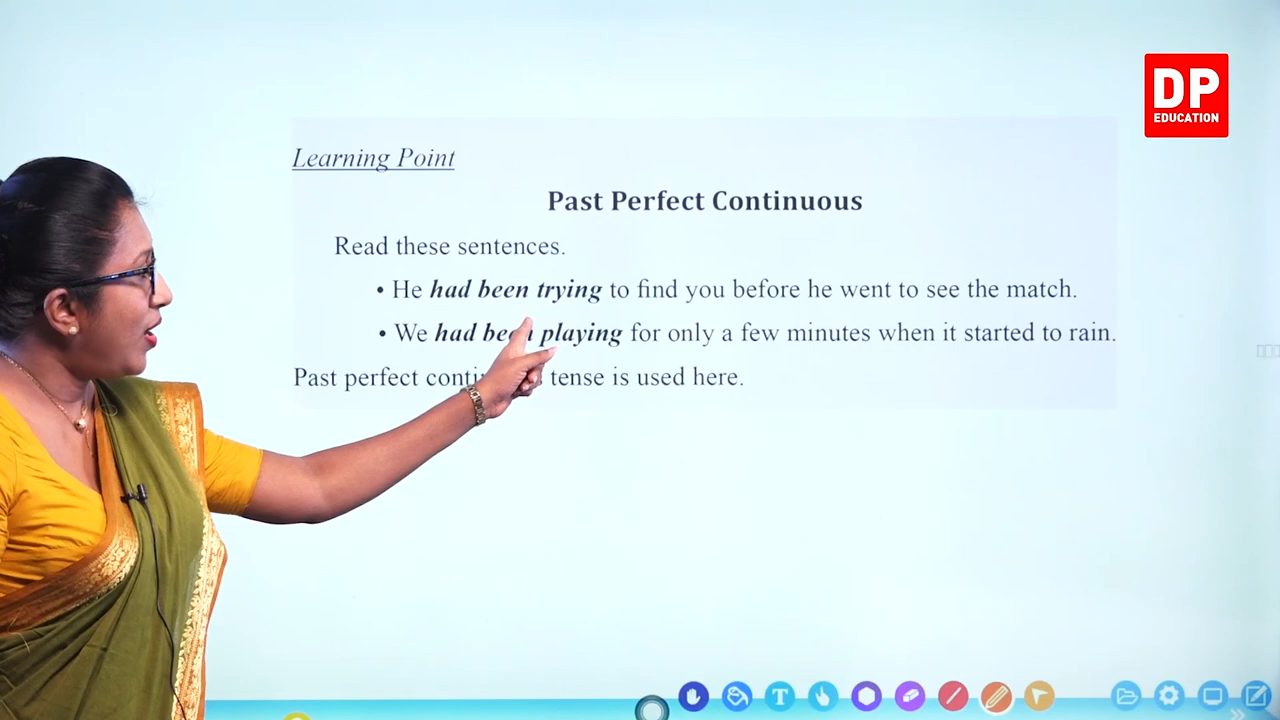 DP
EDUCATION
Learning Point
Past Perfect Continuous
Read these sentences.
• He had been trying to find you before he went to see the match.
• We had been playing for only a few minutes when it started to rain.
Past perfect tense is used here.